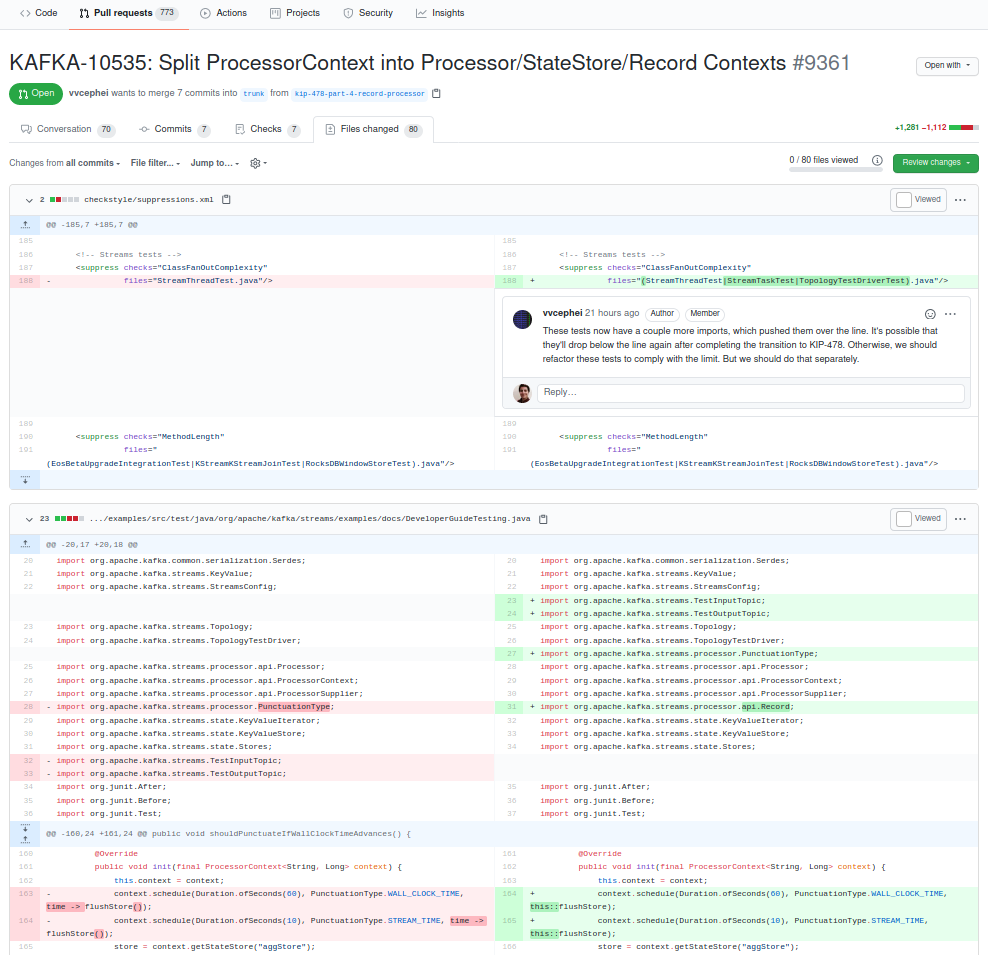 Code Pull requests 773 Actions Projects Security Insights
KAFKA-10535: Split ProcessorContext into Processor/StateStore/Record Contexts #9361
Open with
Open vvcephei wants to merge 7 commits into trunk from kip-478-part-4-record-processor
Conversation 70 Commits 7 Checks 7 Files changed 80
+1,281 −1,112
Changes from all commits File filter... Jump to...
0 / 80 files viewed
Review changes
2 checkstyle/suppressions.xml
Viewed
@@ -185,7 +185,7 @@
185
186 <!-- Streams tests -->
187 <suppress checks="ClassFanOutComplexity"
188 - files="StreamThreadTest.java"/>
185
186 <!-- Streams tests -->
187 <suppress checks="ClassFanOutComplexity"
188 + files="(StreamThreadTest|StreamTaskTest|TopologyTestDriverTest).java"/>
vvcephei 21 hours ago Author Member
These tests now have a couple more imports, which pushed them over the line. It's possible that
they'll drop below the line again after completing the transition to KIP-478. Otherwise, we should
refactor these tests to comply with the limit. But we should do that separately.
Reply...
189
190 <suppress checks="MethodLength"
191 files="
(EosBetaUpgradeIntegrationTest|KStreamKStreamJoinTest|RocksDBWindowStoreTest).java"/>
189
190 <suppress checks="MethodLength"
191 files="
(EosBetaUpgradeIntegrationTest|KStreamKStreamJoinTest|RocksDBWindowStoreTest).java"/>
23 .../examples/src/test/java/org/apache/kafka/streams/examples/docs/DeveloperGuideTesting.java
Viewed
@@ -20,17 +20,18 @@
20 import org.apache.kafka.common.serialization.Serdes;
21 import org.apache.kafka.streams.KeyValue;
22 import org.apache.kafka.streams.StreamsConfig;
23 import org.apache.kafka.streams.Topology;
24 import org.apache.kafka.streams.TopologyTestDriver;
25 import org.apache.kafka.streams.processor.api.Processor;
26 import org.apache.kafka.streams.processor.api.ProcessorContext;
27 import org.apache.kafka.streams.processor.api.ProcessorSupplier;
28 - import org.apache.kafka.streams.processor.PunctuationType;
29 import org.apache.kafka.streams.state.KeyValueIterator;
30 import org.apache.kafka.streams.state.KeyValueStore;
31 import org.apache.kafka.streams.state.Stores;
32 - import org.apache.kafka.streams.TestInputTopic;
33 - import org.apache.kafka.streams.TestOutputTopic;
34 import org.junit.After;
35 import org.junit.Before;
36 import org.junit.Test;
20 import org.apache.kafka.common.serialization.Serdes;
21 import org.apache.kafka.streams.KeyValue;
22 import org.apache.kafka.streams.StreamsConfig;
23 + import org.apache.kafka.streams.TestInputTopic;
24 + import org.apache.kafka.streams.TestOutputTopic;
25 import org.apache.kafka.streams.Topology;
26 import org.apache.kafka.streams.TopologyTestDriver;
27 + import org.apache.kafka.streams.processor.PunctuationType;
28 import org.apache.kafka.streams.processor.api.Processor;
29 import org.apache.kafka.streams.processor.api.ProcessorContext;
30 import org.apache.kafka.streams.processor.api.ProcessorSupplier;
31 + import org.apache.kafka.streams.processor.api.Record;
32 import org.apache.kafka.streams.state.KeyValueIterator;
33 import org.apache.kafka.streams.state.KeyValueStore;
34 import org.apache.kafka.streams.state.Stores;
35 import org.junit.After;
36 import org.junit.Before;
37 import org.junit.Test;
@@ -160,24 +161,24 @@ public void shouldPunctuateIfWallClockTimeAdvances() {
160 @Override
161 public void init(final ProcessorContext<String, Long> context) {
162 this.context = context;
163 - context.schedule(Duration.ofSeconds(60), PunctuationType.WALL_CLOCK_TIME,
time -> flushStore());
164 - context.schedule(Duration.ofSeconds(10), PunctuationType.STREAM_TIME, time ->
flushStore());
165 store = context.getStateStore("aggStore");
161 @Override
162 public void init(final ProcessorContext<String, Long> context) {
163 this.context = context;
164 + context.schedule(Duration.ofSeconds(60), PunctuationType.WALL_CLOCK_TIME,
this::flushStore);
165 + context.schedule(Duration.ofSeconds(10), PunctuationType.STREAM_TIME,
this::flushStore);
166 store = context.getStateStore("aggStore");